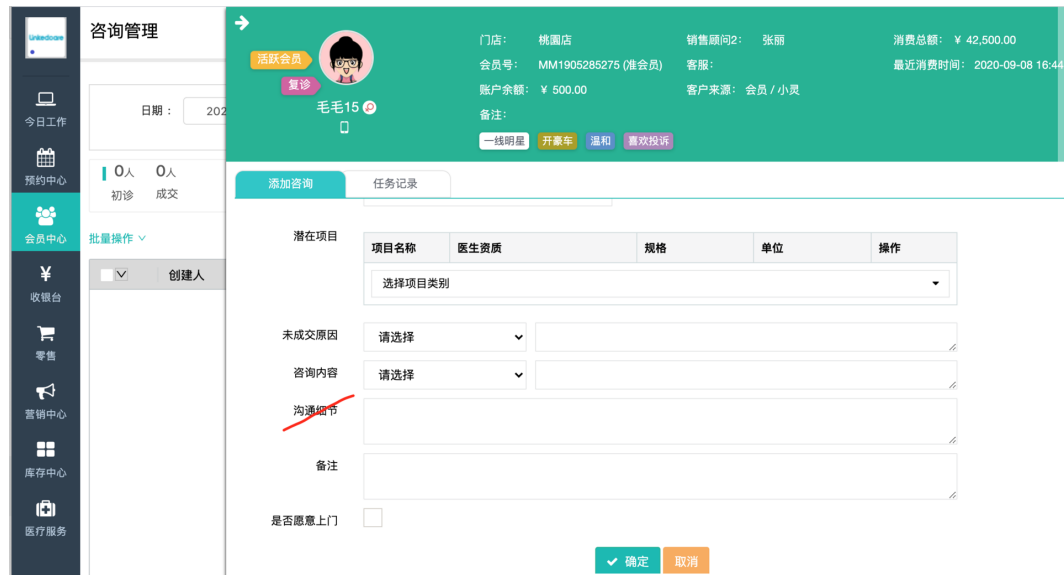 Linkedcare
咨询管理
今日工作
预约中心
会员中心
¥
收银台
零售
营销中心
库存中心
医疗服务
日期： 202
0人 0人
初诊 成交
批量操作
创建人
活跃会员
复诊
毛毛15
门店： 桃園店 销售顾问2： 张丽 消费总额： ¥ 42,500.00
会员号： MM1905285275 (准会员) 客服： 最近消费时间： 2020-09-08 16:44
账户余额： ¥ 500.00 客户来源： 会员 / 小灵
备注：
一线明星 开豪车 温和 喜欢投诉
添加咨询 任务记录
潜在项目
项目名称 医生资质 规格 单位 操作
选择项目类别
未成交原因 请选择
咨询内容 请选择
沟通细节
备注
是否愿意上门
确定 取消